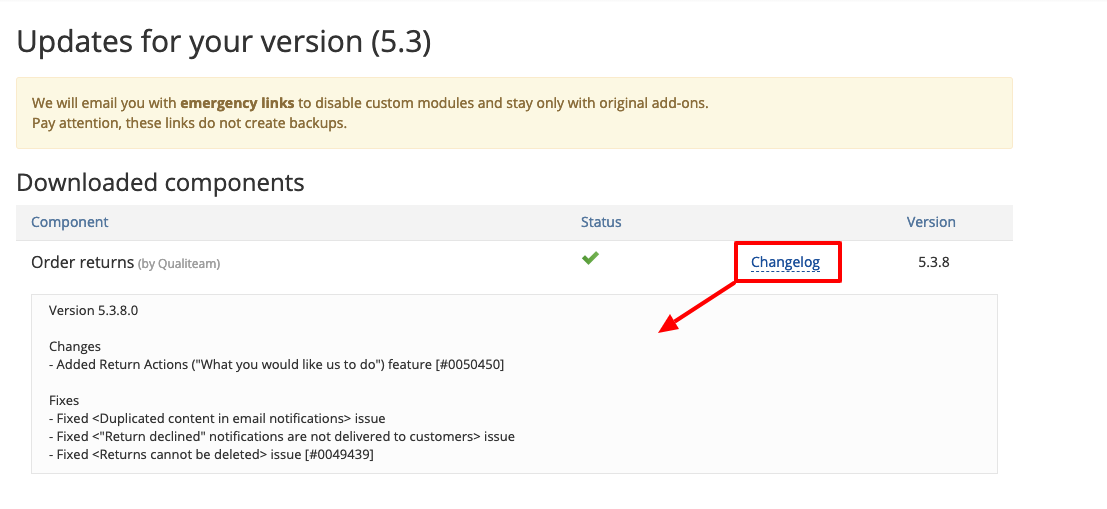 Updates for your version (5.3)
We will email you with emergency links to disable custom modules and stay only with original add-ons.
Pay attention, these links do not create backups.
Downloaded components
Component Status Version
Order returns (by Qualiteam) Changelog 5.3.8
Version 5.3.8.0
Changes
- Added Return Actions ("What you would like us to do") feature [#0050450]
Fixes
- Fixed <Duplicated content in email notifications> issue
- Fixed <"Return declined" notifications are not delivered to customers> issue
- Fixed <Returns cannot be deleted> issue [#0049439]